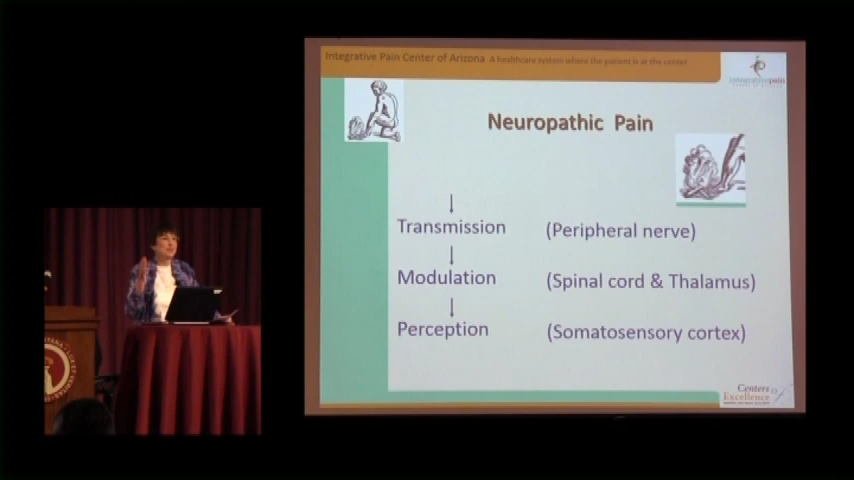 Integrative Pain Center of Arizona A healthcare system where the patient is at the center
integrativepain
Neuropathic Pain
Transmission (Peripheral nerve)
Modulation (Spinal cord & Thalamus)
Perception (Somatosensory cortex)
Centers of
Excellence